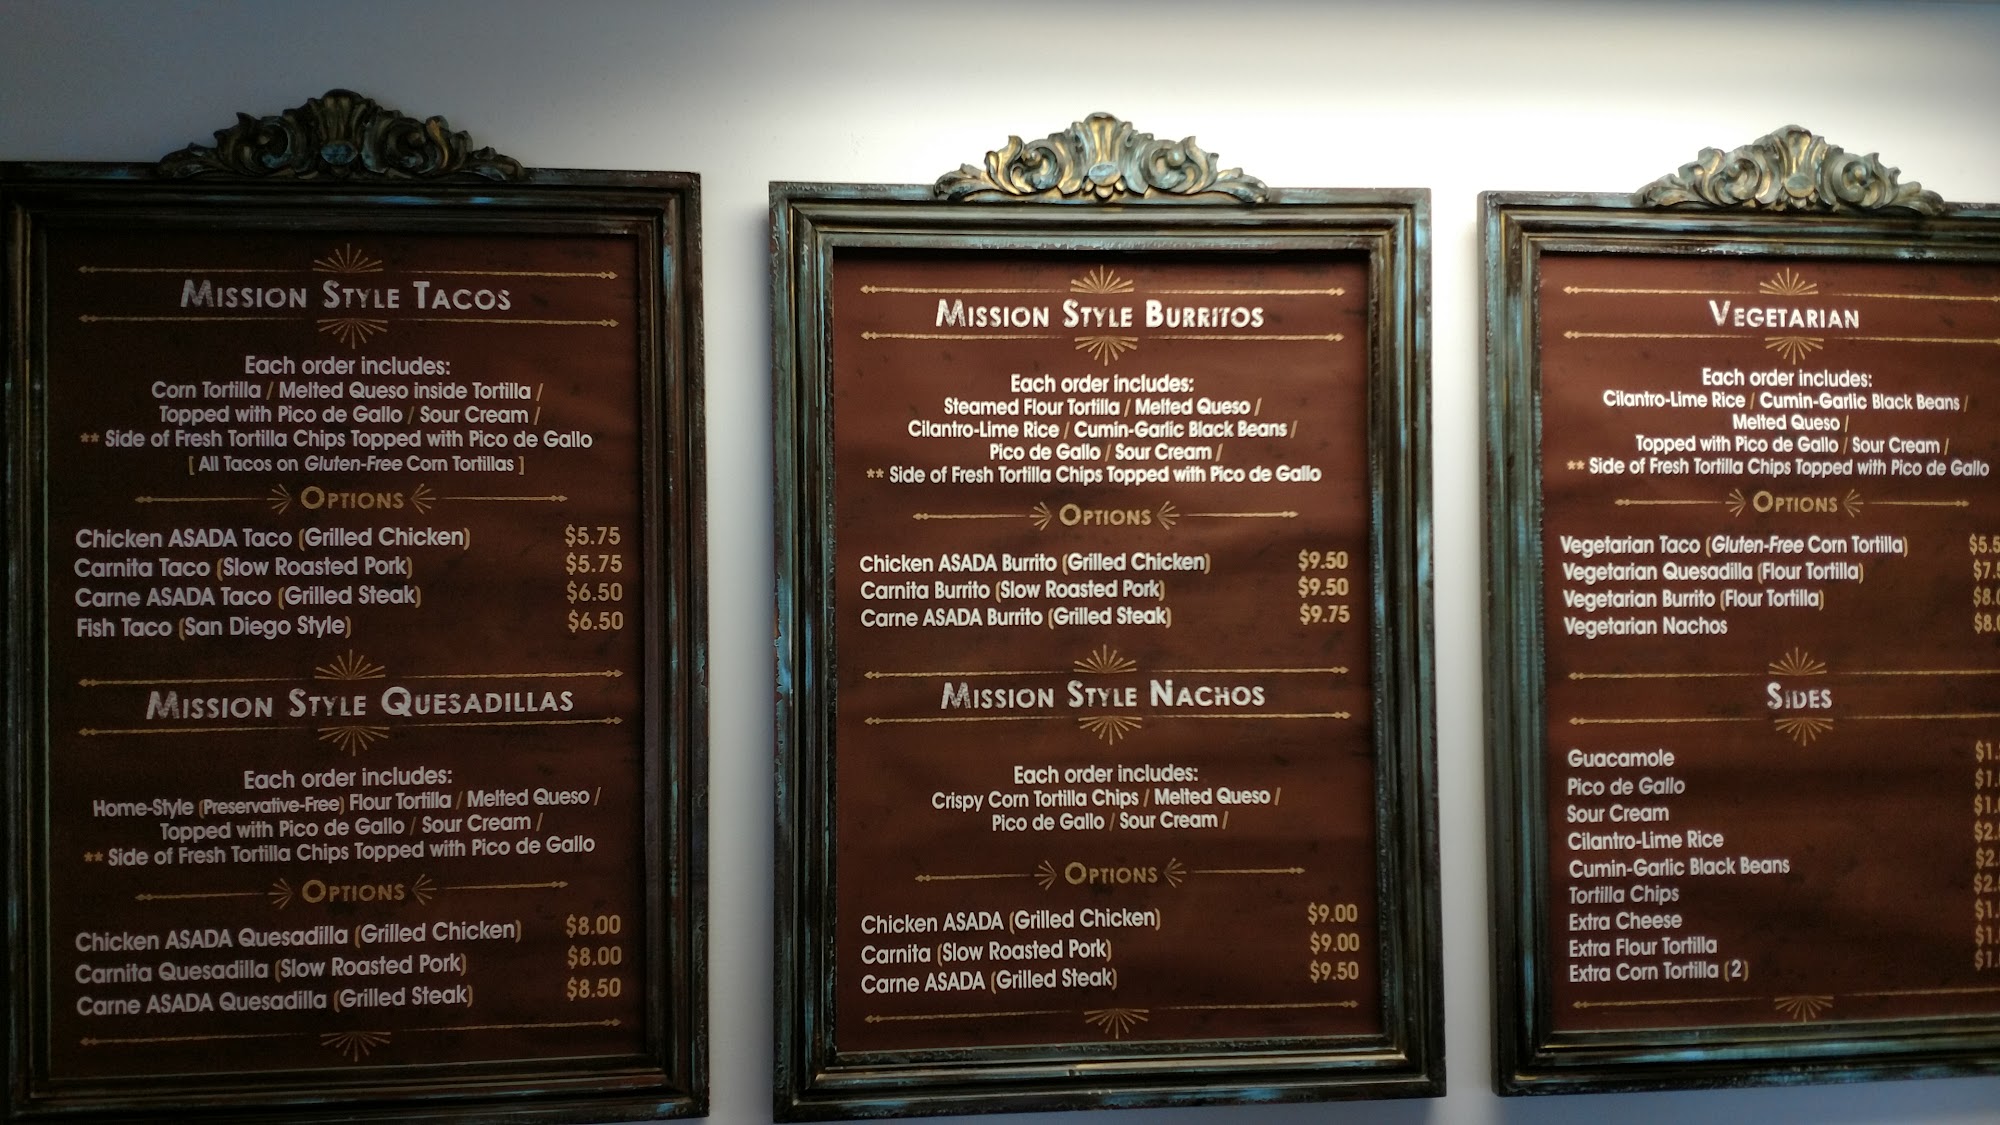 MISSION STYLE TACOS
Each order includes:
Corn Tortilla / Melted Queso inside Tortilla /
Topped with Pico de Gallo / Sour Cream /
** Side of Fresh Tortilla Chips Topped with Pico de Gallo
[ All Tacos on Gluten-Free Corn Tortillas ]
OPTIONS
Chicken ASADA Taco (Grilled Chicken) $5.75
Carnita Taco (Slow Roasted Pork) $5.75
Carne ASADA Taco (Grilled Steak) $6.50
Fish Taco (San Diego Style) $6.50
MISSION STYLE QUESADILLAS
Each order includes:
Home-Style (Preservative-Free) Flour Tortilla / Melted Queso /
Topped with Pico de Gallo / Sour Cream /
** Side of Fresh Tortilla Chips Topped with Pico de Gallo
OPTIONS
Chicken ASADA Quesadilla (Grilled Chicken) $8.00
Carnita Quesadilla (Slow Roasted Pork) $8.00
Carne ASADA Quesadilla (Grilled Steak) $8.50
MISSION STYLE BURRITOS
Each order includes:
Steamed Flour Tortilla / Melted Queso /
Cilantro-Lime Rice / Cumin-Garlic Black Beans /
Pico de Gallo / Sour Cream /
** Side of Fresh Tortilla Chips Topped with Pico de Gallo
OPTIONS
Chicken ASADA Burrito (Grilled Chicken) $9.50
Carnita Burrito (Slow Roasted Pork) $9.50
Carne ASADA Burrito (Grilled Steak) $9.75
MISSION STYLE NACHOS
Each order includes:
Crispy Corn Tortilla Chips / Melted Queso /
Pico de Gallo / Sour Cream /
OPTIONS
Chicken ASADA (Grilled Chicken) $9.00
Carnita (Slow Roasted Pork) $9.00
Carne ASADA (Grilled Steak) $9.50
VEGETARIAN
Each order includes:
Cilantro-Lime Rice / Cumin-Garlic Black Beans /
Melted Queso /
Topped with Pico de Gallo / Sour Cream /
** Side of Fresh Tortilla Chips Topped with Pico de Gallo
OPTIONS
Vegetarian Taco (Gluten-Free Corn Tortilla)
Vegetarian Quesadilla (Flour Tortilla)
Vegetarian Burrito (Flour Tortilla)
Vegetarian Nachos
SIDES
Guacamole
Pico de Gallo
Sour Cream
Cilantro-Lime Rice
Cumin-Garlic Black Beans
Tortilla Chips
Extra Cheese
Extra Flour Tortilla
Extra Corn Tortilla (2)